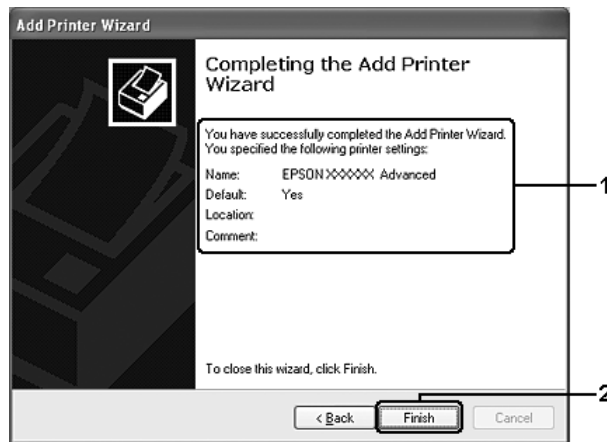 Add Printer Wizard
Completing the Add Printer
Wizard
You have successfully completed the Add Printer Wizard.
You specified the following printer settings:
Name: EPSON XXXXXX Advanced
Default: Yes
Location:
Comment:
1
To close this wizard, click Finish.
2
< Back Finish Cancel